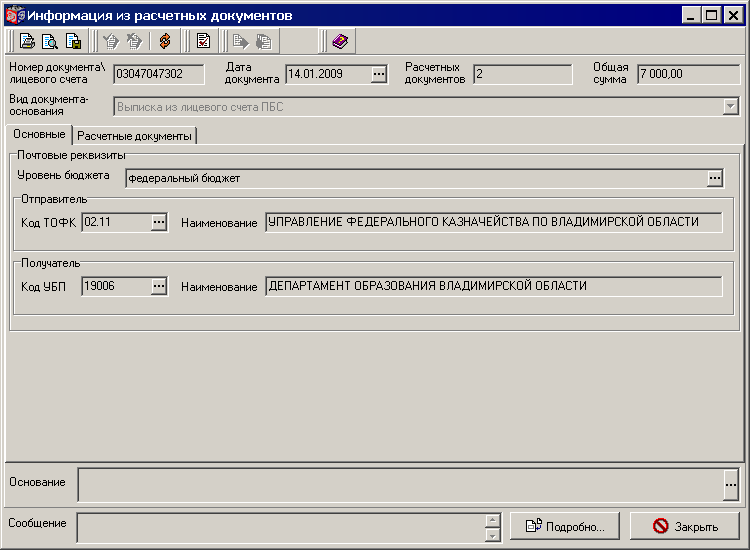 Информация из расчетных документов
Номер документа\ лицевого счета 03047047302 Дата документа 14.01.2009 ... Расчетных документов 2 Общая сумма 7 000,00
Вид документа-основания Выписка из лицевого счета ПБС
Основные Расчетные документы
Почтовые реквизиты
Уровень бюджета федеральный бюджет ...
Отправитель
Код ТОФК 02.11 ... Наименование УПРАВЛЕНИЕ ФЕДЕРАЛЬНОГО КАЗНАЧЕЙСТВА ПО ВЛАДИМИРСКОЙ ОБЛАСТИ
Получатель
Код УБП 19006 ... Наименование ДЕПАРТАМЕНТ ОБРАЗОВАНИЯ ВЛАДИМИРСКОЙ ОБЛАСТИ
Основание ...
Сообщение Подробно... Закрыть